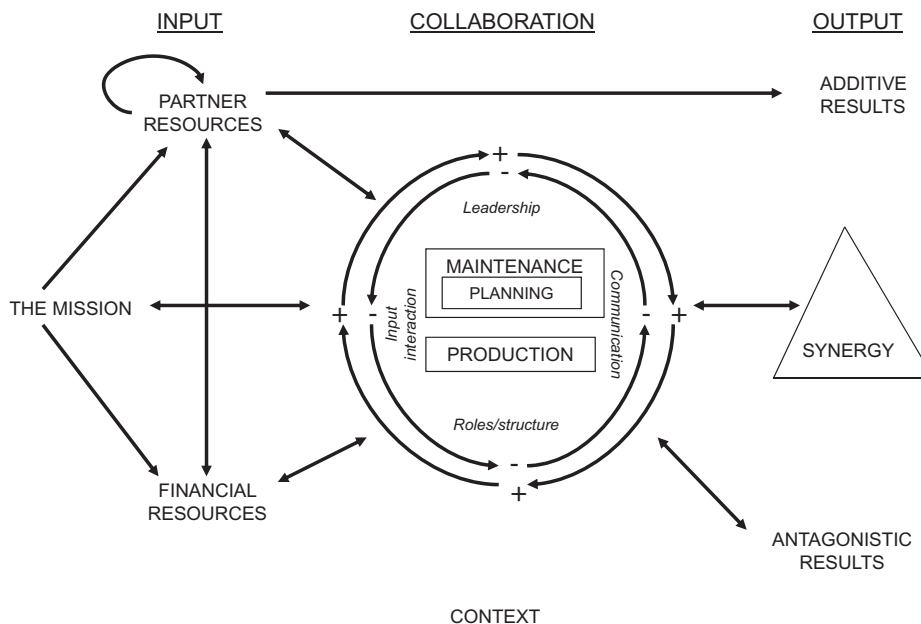 INPUT
COLLABORATION
OUTPUT
PARTNER
RESOURCES
ADDITIVE
RESULTS
+
-
Leadership
MAINTENANCE
PLANNING
THE MISSION
+
-
Input
interaction
Communication
-
+
PRODUCTION
SYNERGY
Roles/structure
-
+
FINANCIAL
RESOURCES
ANTAGONISTIC
RESULTS
CONTEXT